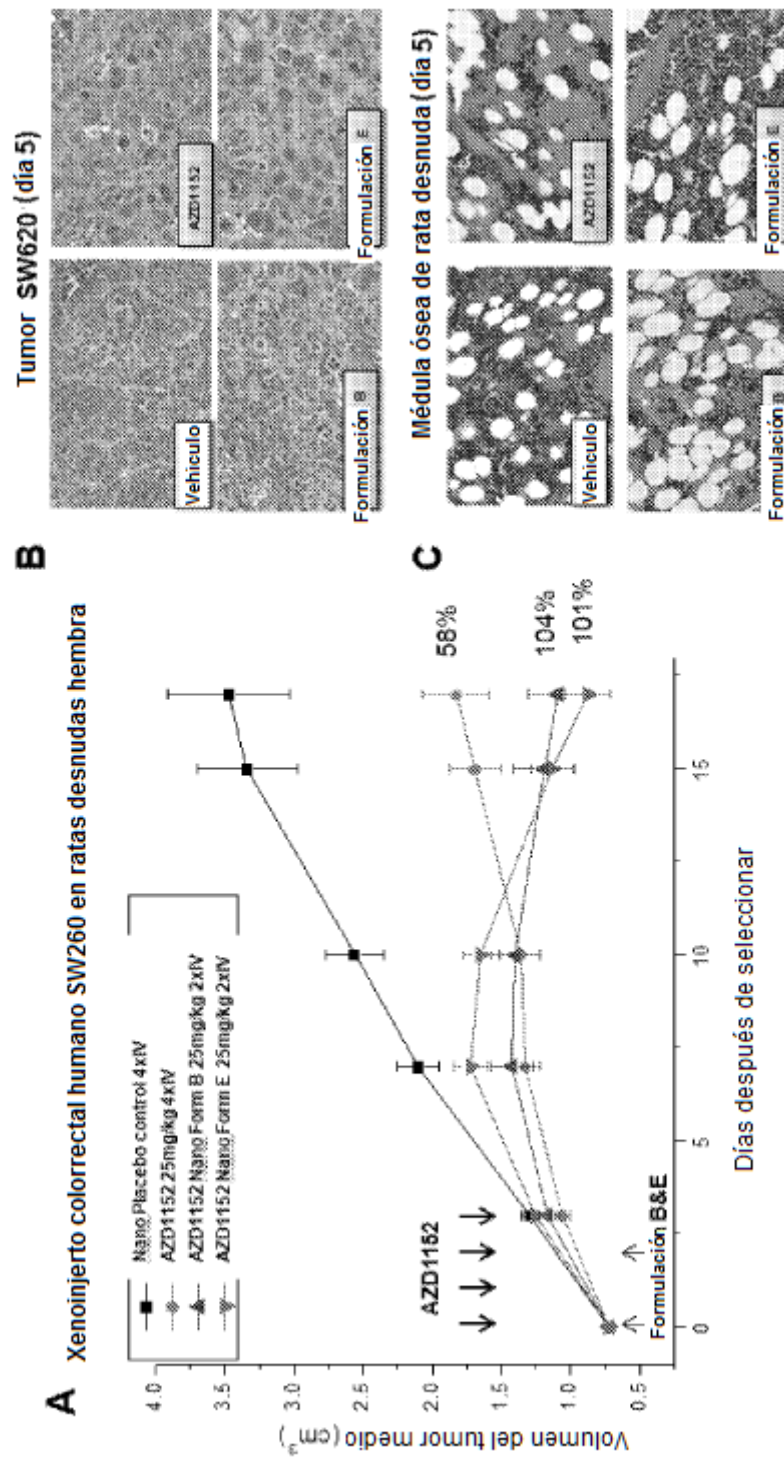 A
Xenoinjerto colorrectal humano SW260 en ratas desnudas hembra
Nano Placebo control 4xIV
AZD1152 25mg/kg 4xIV
AZD1152 Nano Form B 25mg/kg 2xIV
AZD1152 Nano Form E 25mg/kg 2xIV
Volumen del tumor medio (cm³)
4.0
3.5
3.0
2.5
2.0
1.5
1.0
0.5
AZD1152
Formulación B&E
58%
104%
101%
0
5
10
15
Días después de seleccionar
B
Tumor SW620 (día 5)
Vehículo
AZD1152
Formulación B
Formulación E
C
Médula ósea de rata desnuda (día 5)
Vehículo
AZD1152
Formulación B
Formulación E